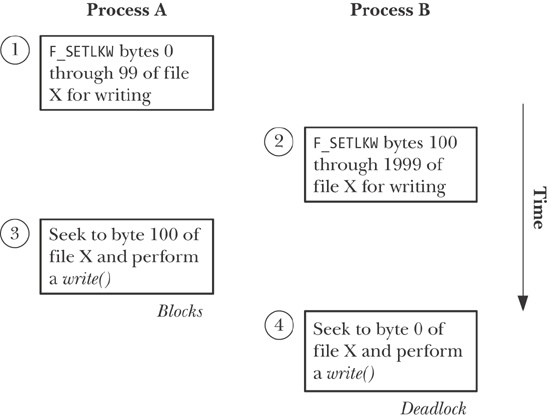 Process A
Process B
1
F_SETLKW bytes 0
through 99 of file
X for writing
2
F_SETLKW bytes 100
through 1999 of
file X for writing
Time
3
Seek to byte 100 of
file X and perform
a write()
Blocks
4
Seek to byte 0 of
file X and perform
a write()
Deadlock